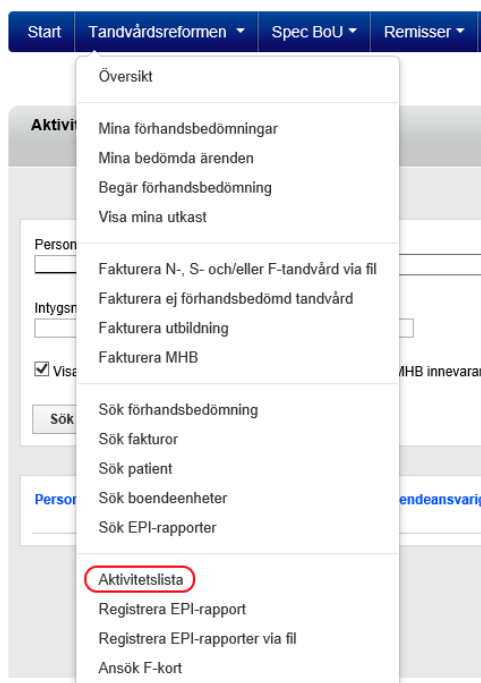 Start Tandvårdsreformen Spec BoU Remisser
Översikt
Aktivi
Mina förhandsbedömningar
Mina bedömda ärenden
Begär förhandsbedömning
Visa mina utkast
Person
Fakturera N-, S- och/eller F-tandvård via fil
Fakturera ej förhandsbedömd tandvård
Intygsn
Fakturera utbildning
Fakturera MHB
Visa MHB innevarar
Sök förhandsbedömning
Sök
Sök fakturor
Sök patient
Sök boendeenheter
Person endeansvarig
Sök EPI-rapporter
Aktivitetslista
Registrera EPI-rapport
Registrera EPI-rapporter via fil
Ansök F-kort